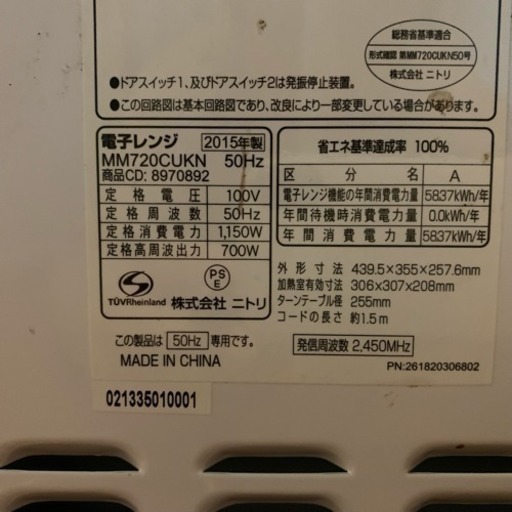 総務省基準適合
形式確認 第MM720CUKN50号
株式会社 ニトリ
●ドアスイッチ1、及びドアスイッチ2は発振停止装置。
●この回路図は基本回路図であり、改良により一部変更している場合が
電子レンジ 2015年製
MM720CUKN 50Hz
商品CD: 8970892
定格電圧 100V
定格周波数 50Hz
定格消費電力 1,150W
定格高周波出力 700W
TÜVRheinland
PS
E
株式会社 ニトリ
この製品は 50Hz 専用です。
MADE IN CHINA
省エネ基準達成率 100%
区分名 A
電子レンジ機能の年間消費電力量 58.37kWh/年
年間待機時消費電力量 0.0kWh/年
年間消費電力量 58.37kWh/年
外形寸法 439.5×355×257.6mm
加熱室有効寸法 306×307×208mm
ターンテーブル径 255mm
コードの長さ 約1.5m
発信周波数 2,450MHz
PN:261820306802
021335010001